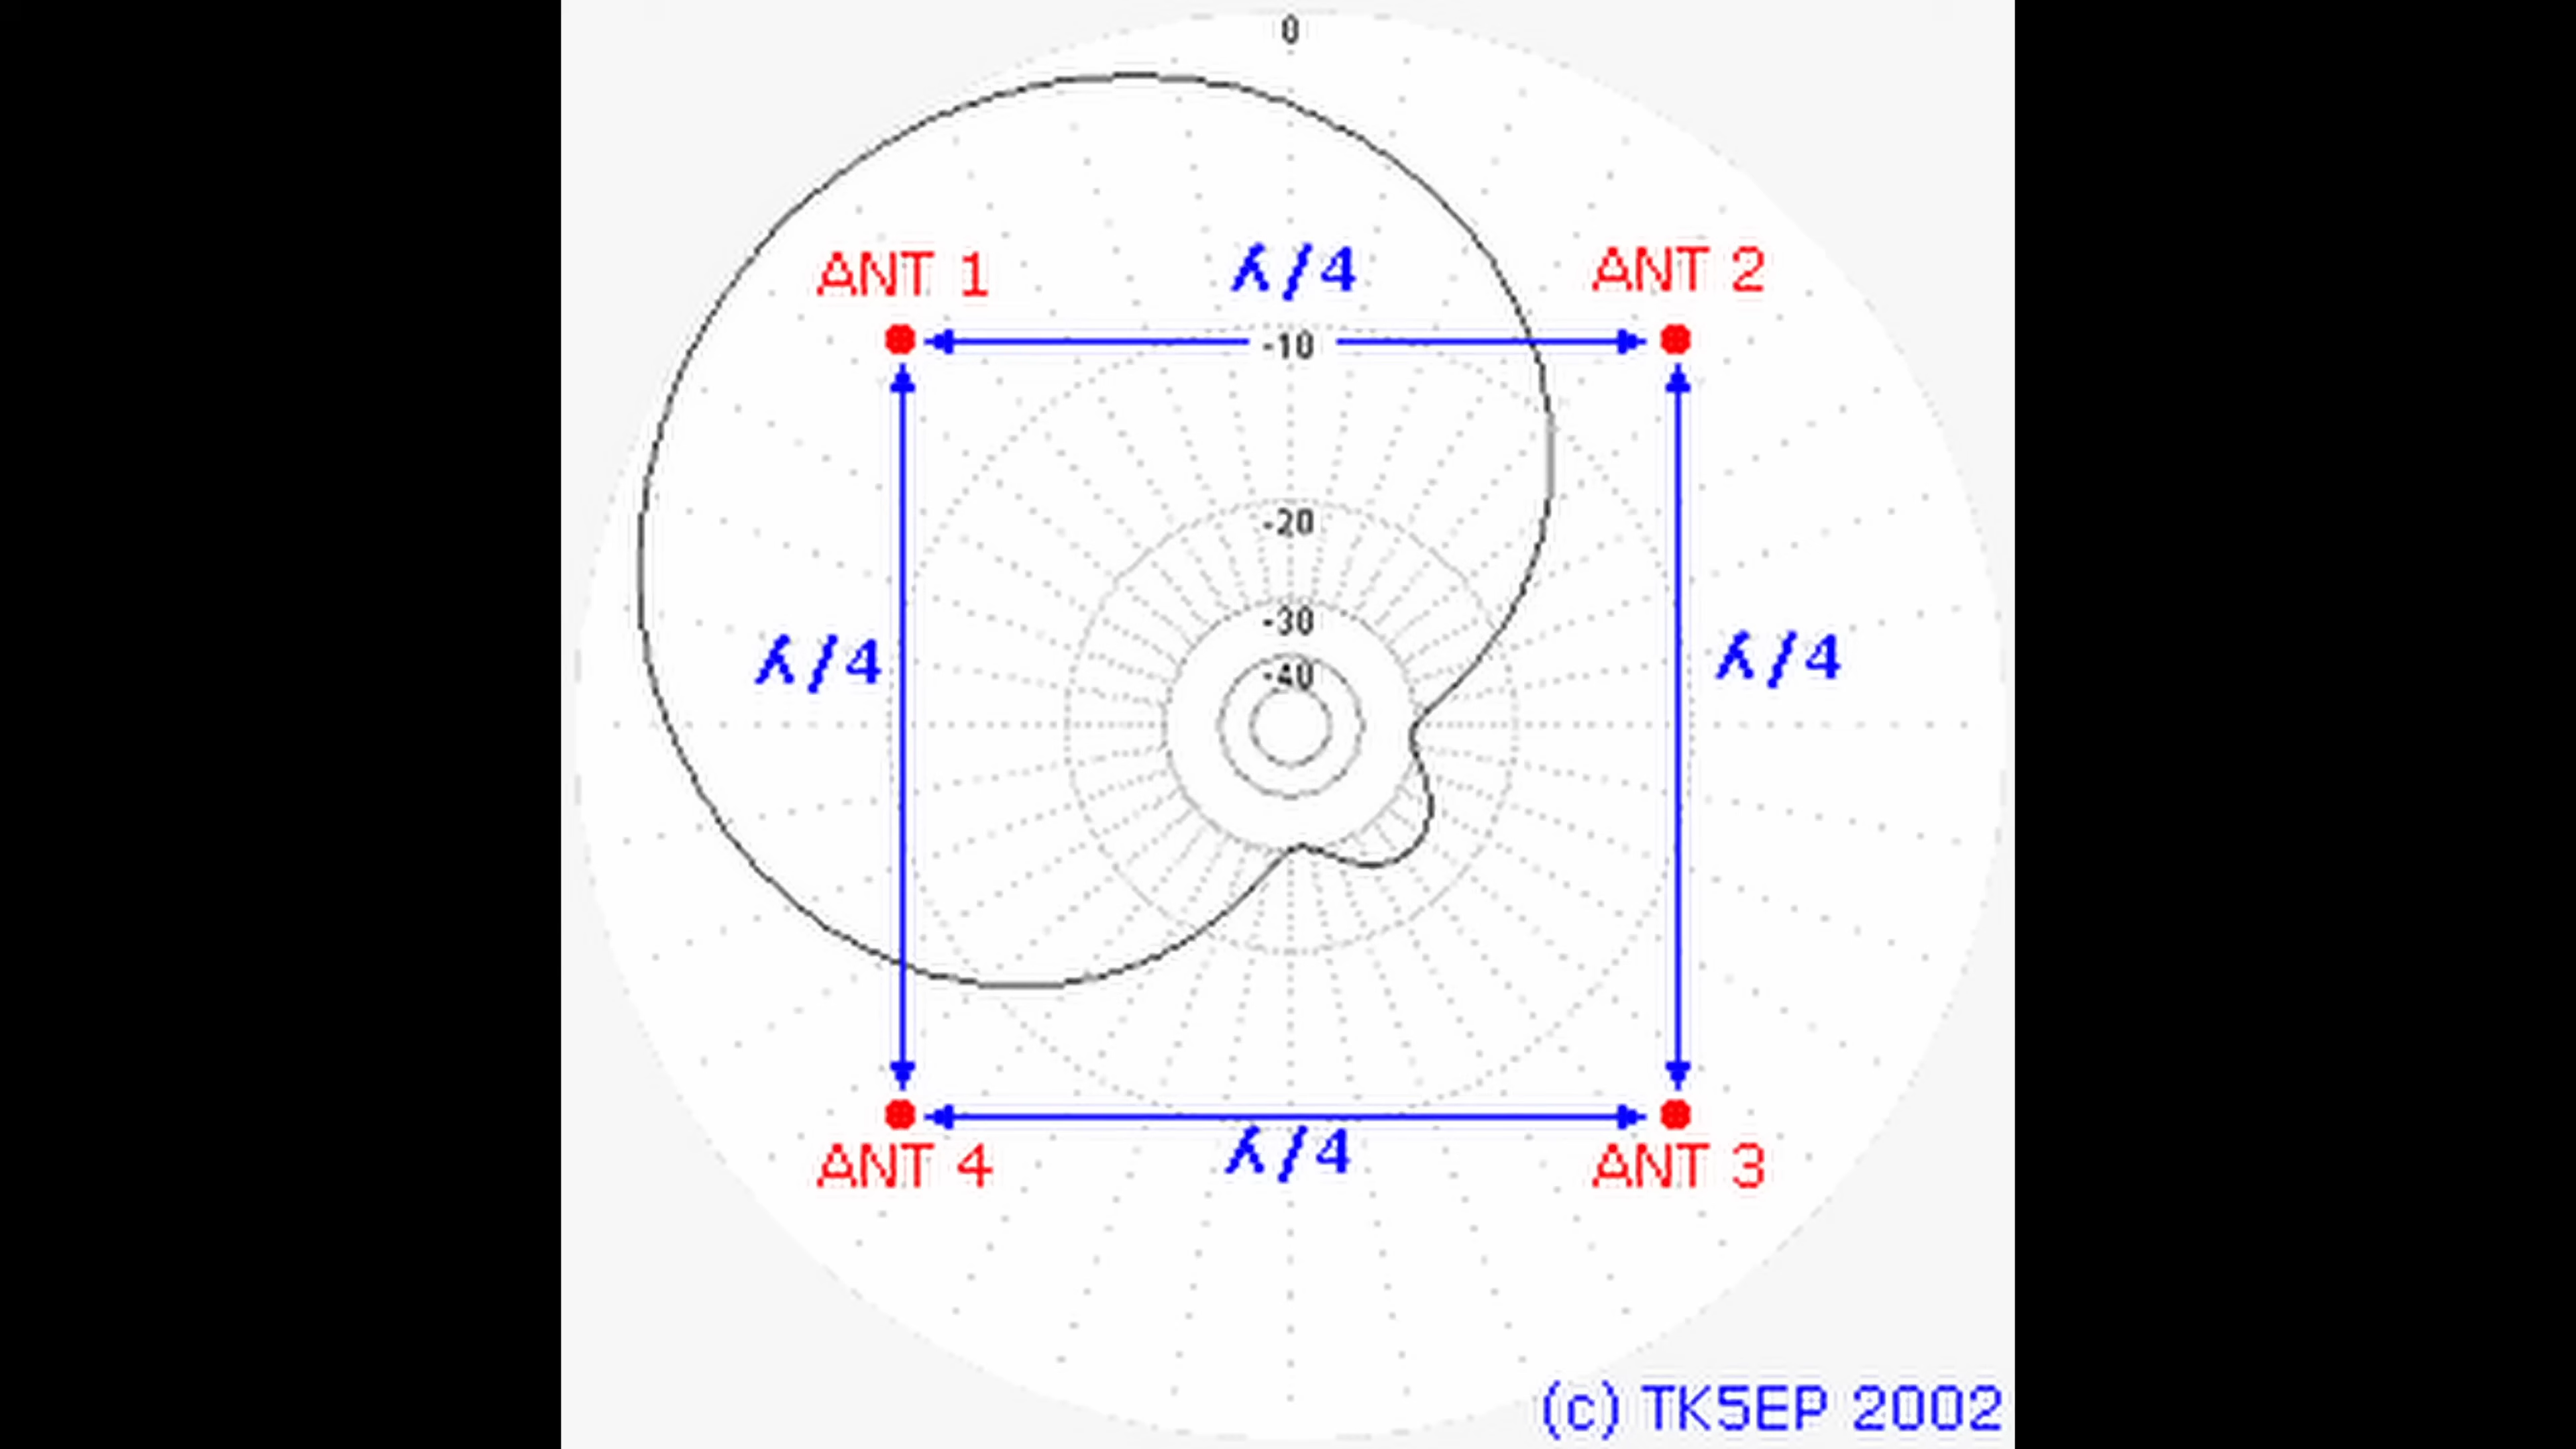 0
ANT 1
λ/4
ANT 2
-10
-20
-30
-40
λ/4
λ/4
λ/4
ANT 4
ANT 3
(c) TK5EP 2002